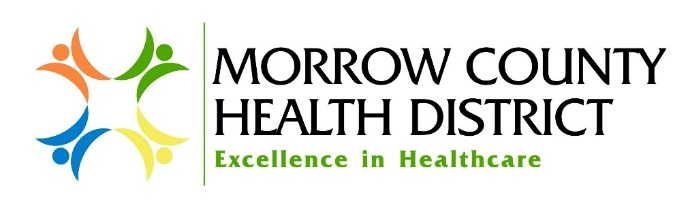 MORROW COUNTY
HEALTH DISTRICT
Excellence in Healthcare